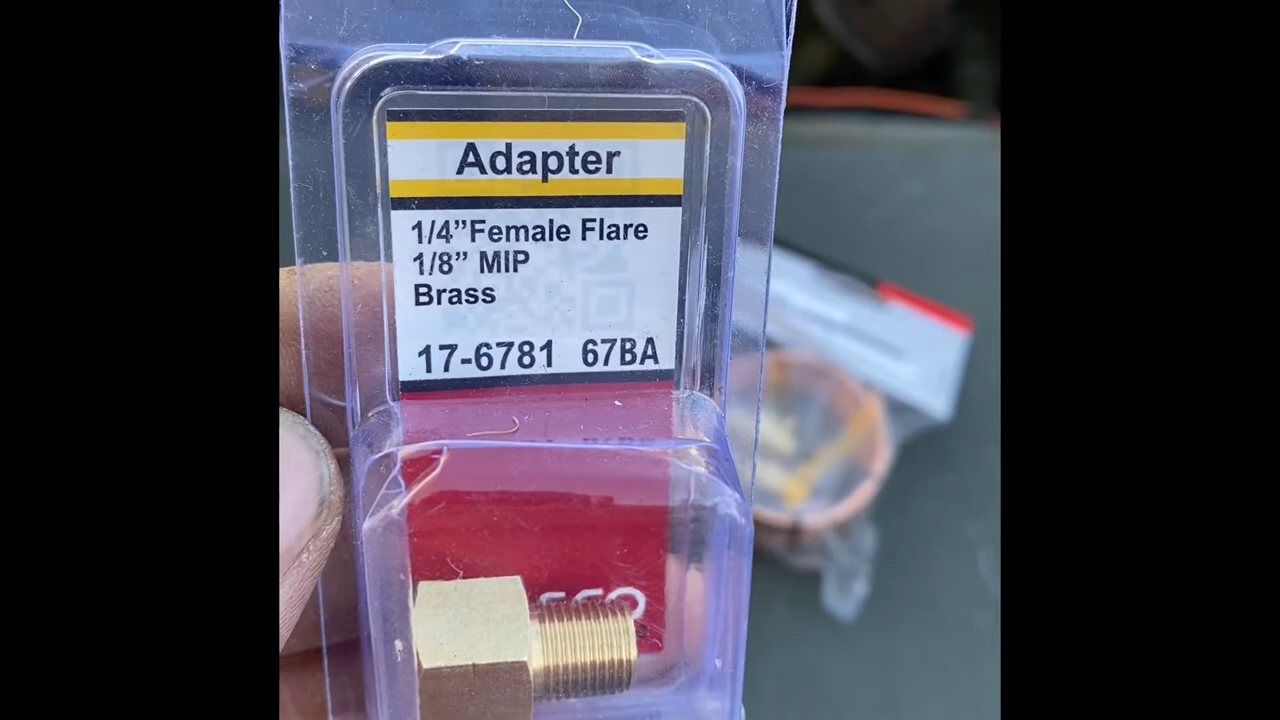 Adapter
1/4”Female Flare
1/8” MIP
Brass
17-6781 67BA